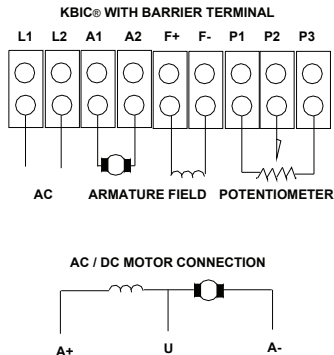 KBIC® WITH BARRIER TERMINAL
L1 L2 A1 A2 F+ F- P1 P2 P3
AC ARMATURE FIELD POTENTIOMETER
AC / DC MOTOR CONNECTION
A+ U A-